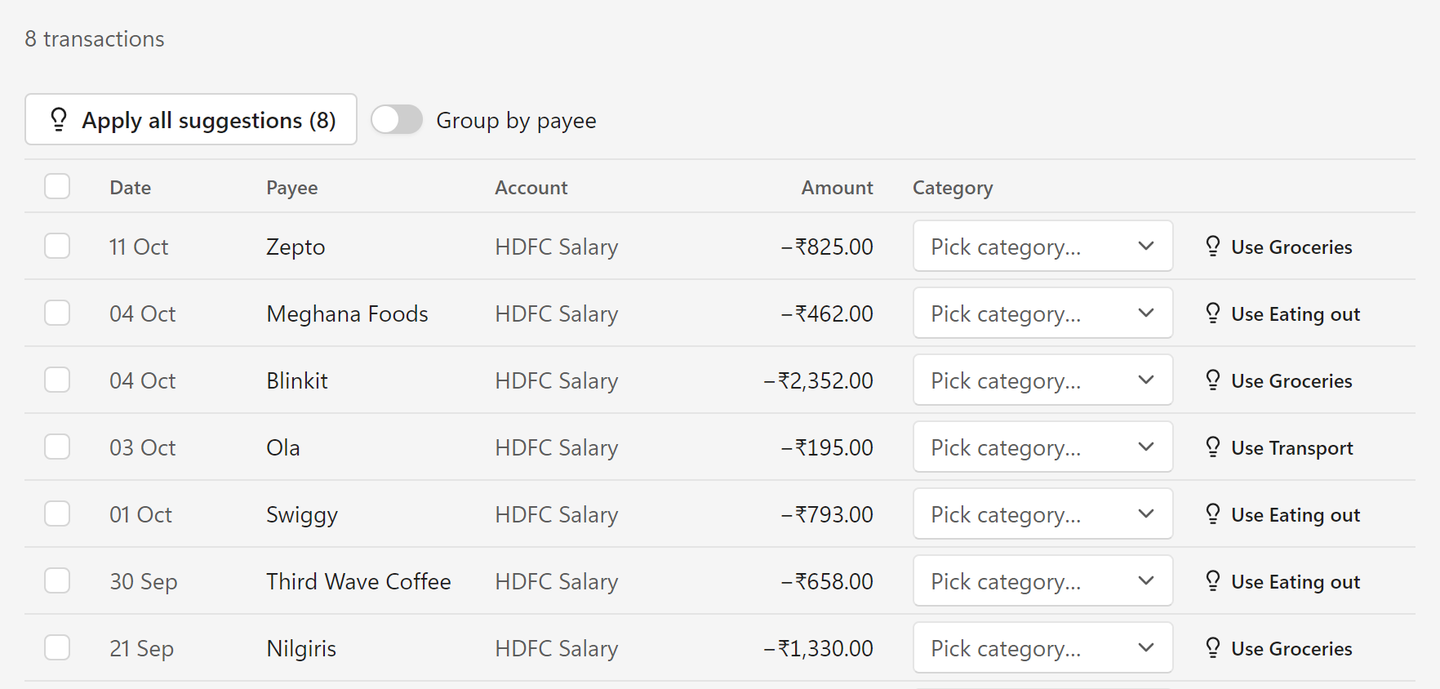 8 transactions
Apply all suggestions (8) Group by payee
Date Payee Account Amount Category
11 Oct Zepto HDFC Salary –₹825.00 Pick category... Use Groceries
04 Oct Meghana Foods HDFC Salary –₹462.00 Pick category... Use Eating out
04 Oct Blinkit HDFC Salary –₹2,352.00 Pick category... Use Groceries
03 Oct Ola HDFC Salary –₹195.00 Pick category... Use Transport
01 Oct Swiggy HDFC Salary –₹793.00 Pick category... Use Eating out
30 Sep Third Wave Coffee HDFC Salary –₹658.00 Pick category... Use Eating out
21 Sep Nilgiris HDFC Salary –₹1,330.00 Pick category... Use Groceries